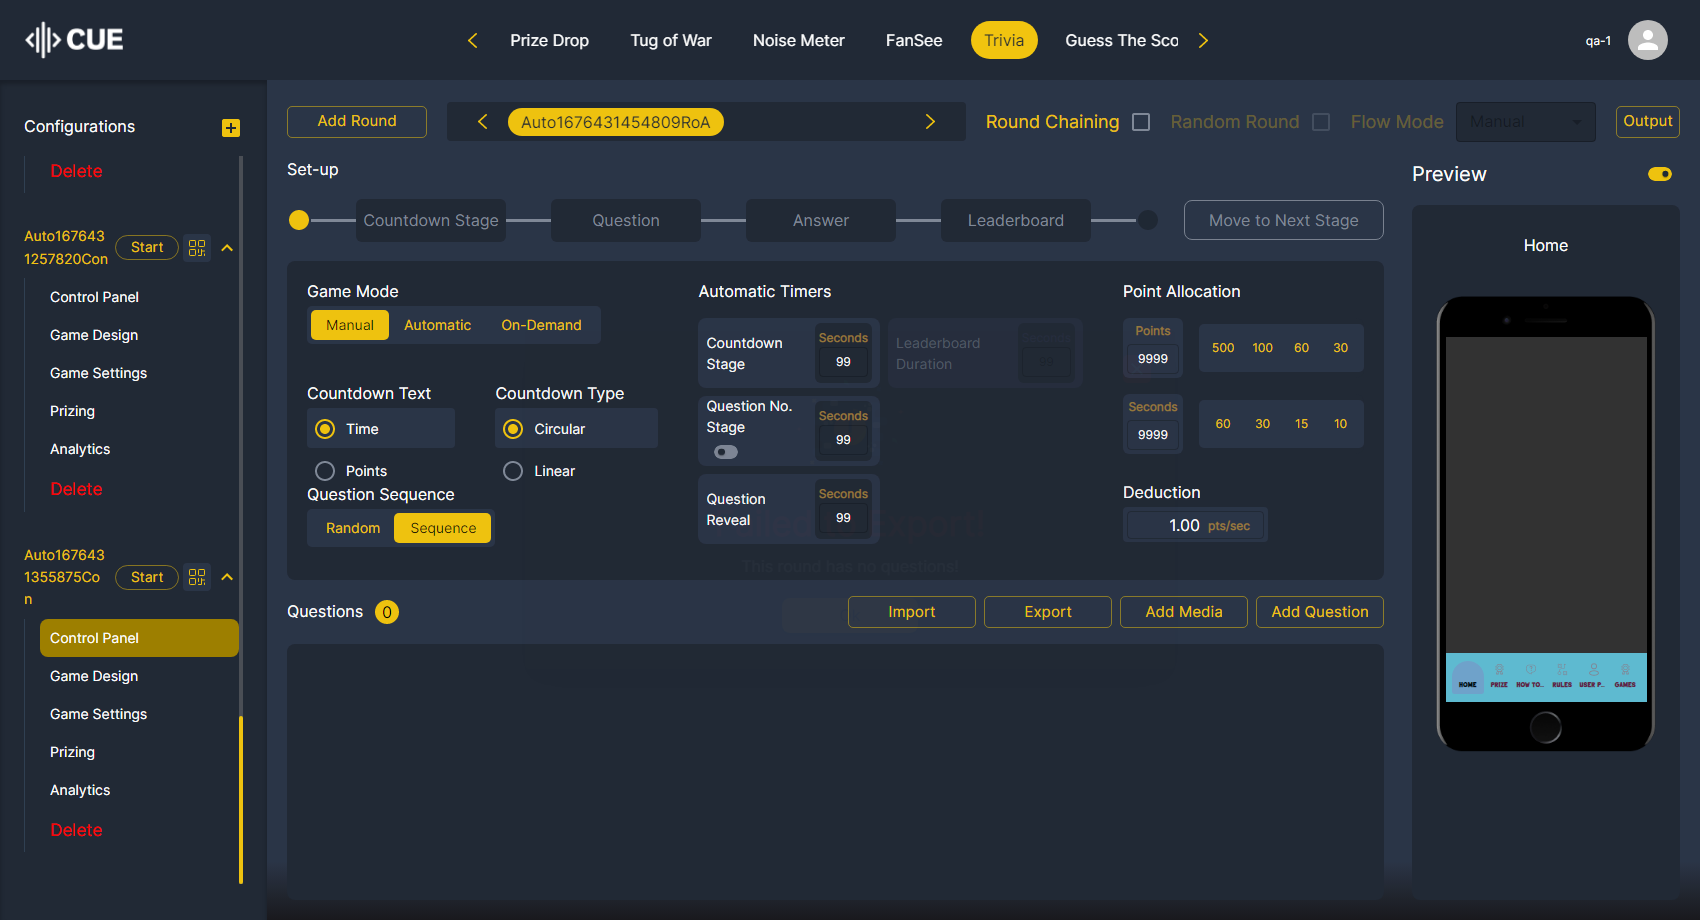 CUE
Prize Drop
Tug of War
Noise Meter
FanSee
Trivia
Guess The Sco
qa-1
Configurations
Delete
Auto167643
1257820Con
Start
Control Panel
Game Design
Game Settings
Prizing
Analytics
Delete
Auto167643
1355875Co
n
Start
Control Panel
Game Design
Game Settings
Prizing
Analytics
Delete
Add Round
Auto1676431454809RoA
Round Chaining
Random Round
Flow Mode
Manual
Output
Set-up
Countdown Stage
Question
Answer
Leaderboard
Move to Next Stage
Game Mode
Manual
Automatic
On-Demand
Countdown Text
Time
Points
Countdown Type
Circular
Linear
Question Sequence
Random
Sequence
Automatic Timers
Countdown
Stage
Seconds
99
Leaderboard
Duration
Question No.
Stage
Seconds
99
Question
Reveal
Seconds
99
This round has no questions!
Point Allocation
Points
9999
500 100 60 30
Seconds
9999
60 30 15 10
Deduction
1.00 pts/sec
Questions 0
Import
Export
Add Media
Add Question
Preview
Home
HOME
PRIZE
HOW TO..
RULES
USER P..
GAMES